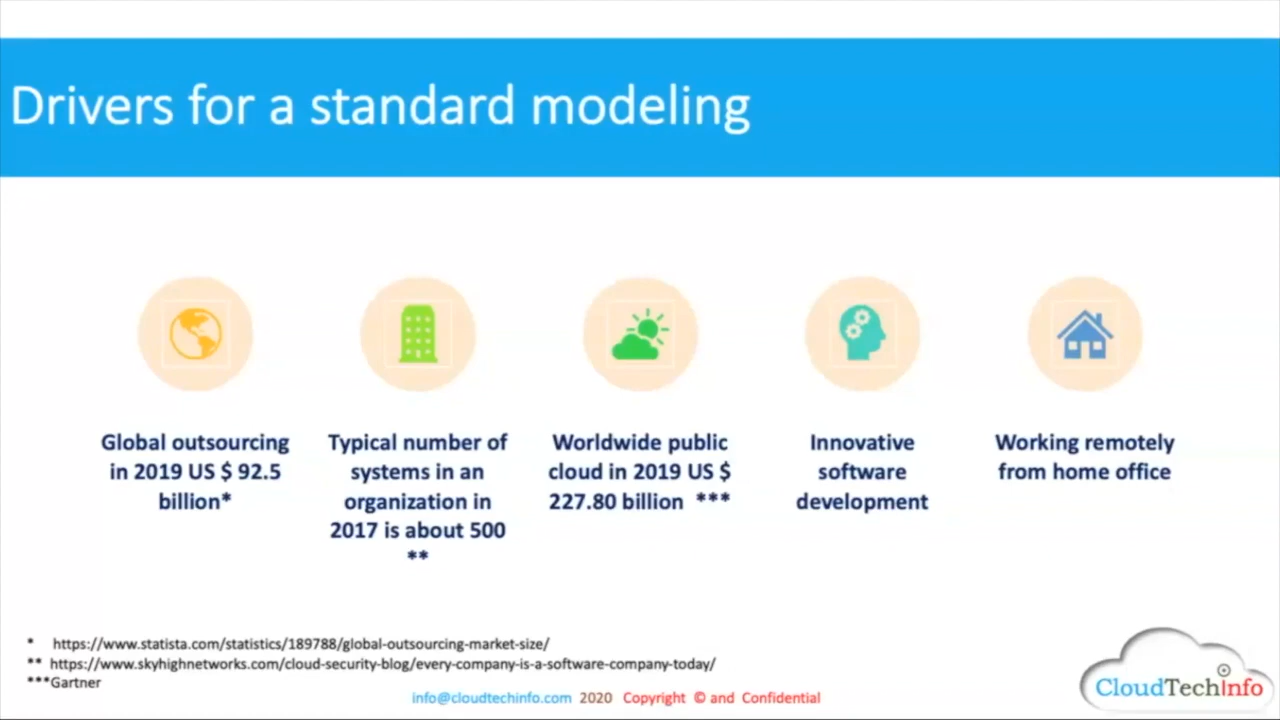 Drivers for a standard modeling
Global outsourcing
in 2019 US $ 92.5
billion*
Typical number of
systems in an
organization in
2017 is about 500
**
Worldwide public
cloud in 2019 US $
227.80 billion ***
Innovative
software
development
Working remotely
from home office
* https://www.statista.com/statistics/189788/global-outsourcing-market-size/
** https://www.skyhighnetworks.com/cloud-security-blog/every-company-is-a-software-company-today/
***Gartner
info@cloudtechinfo.com 2020 Copyright © and Confidential
CloudTechInfo